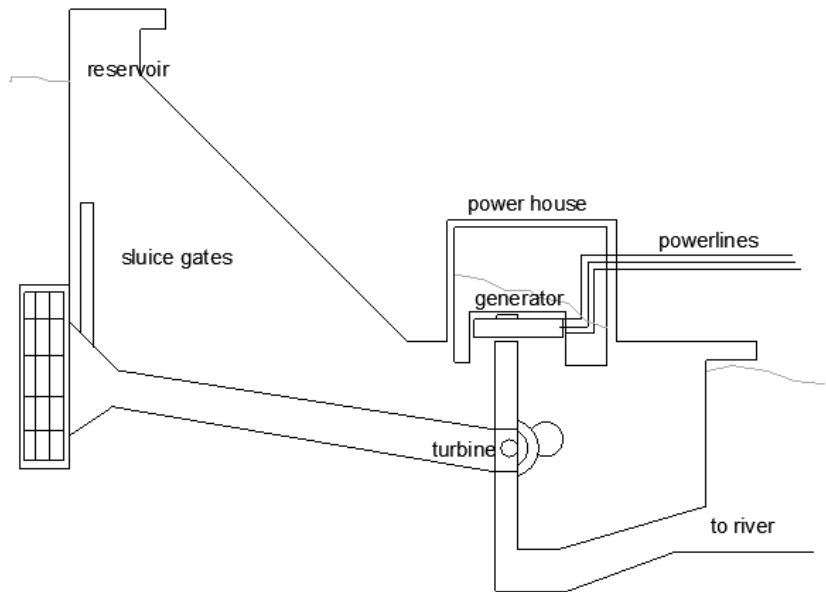 reservoir
power house
powerlines
sluice gates
generator
turbine
to river